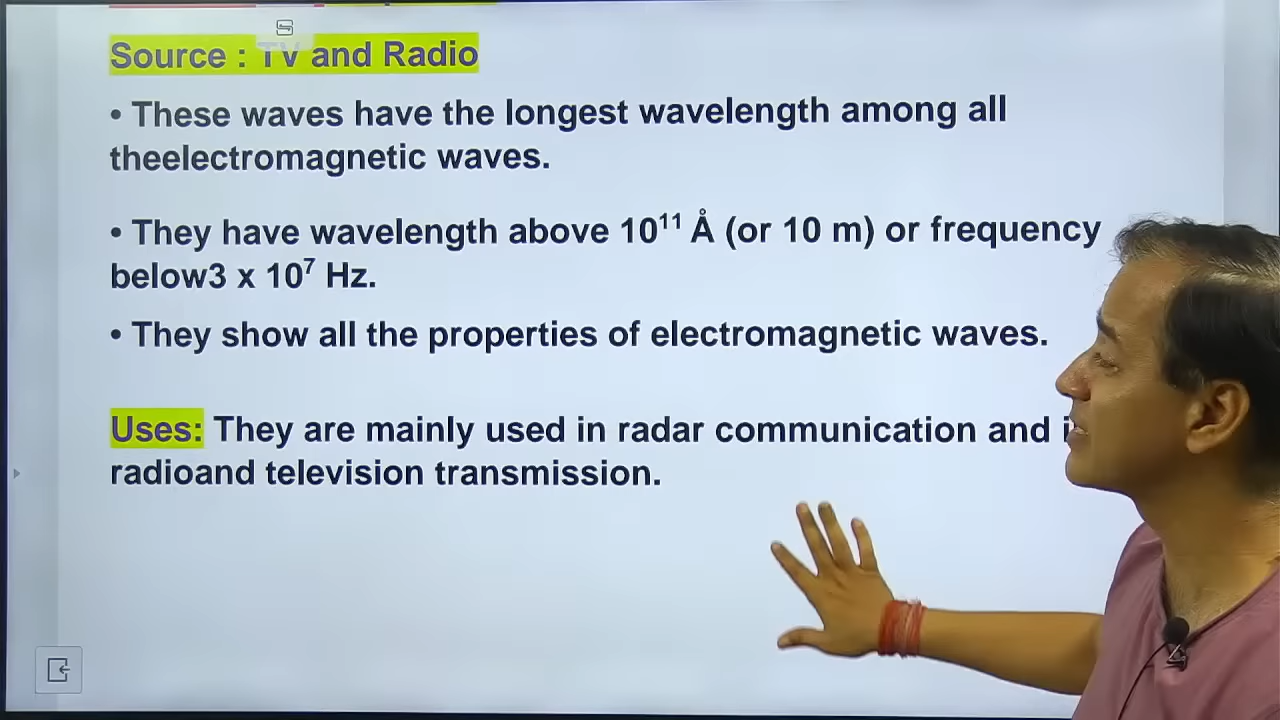 Source : TV and Radio
• These waves have the longest wavelength among all
theelectromagnetic waves.
• They have wavelength above 10¹¹ Å (or 10 m) or frequency
below3 x 10⁷ Hz.
• They show all the properties of electromagnetic waves.
Uses: They are mainly used in radar communication and
radioand television transmission.